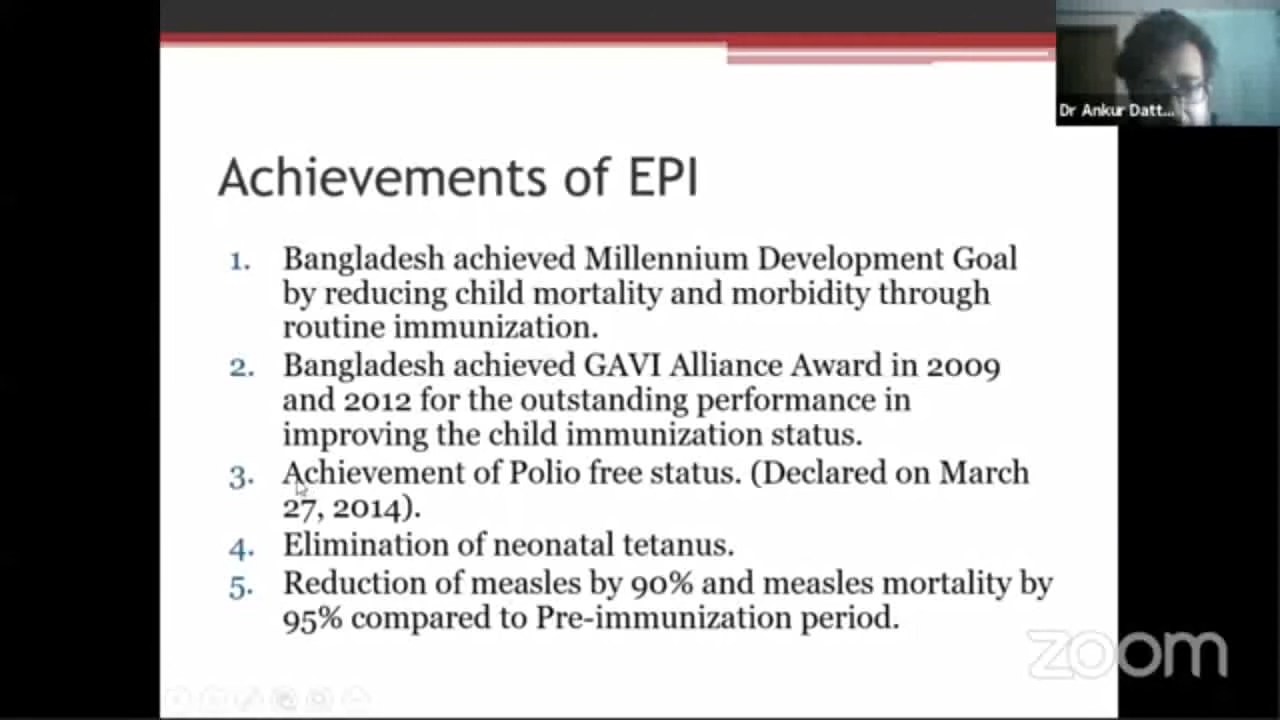 Dr Ankur Datt...
Achievements of EPI
1. Bangladesh achieved Millennium Development Goal
by reducing child mortality and morbidity through
routine immunization.
2. Bangladesh achieved GAVI Alliance Award in 2009
and 2012 for the outstanding performance in
improving the child immunization status.
3. Achievement of Polio free status. (Declared on March
27, 2014).
4. Elimination of neonatal tetanus.
5. Reduction of measles by 90% and measles mortality by
95% compared to Pre-immunization period.
zoom